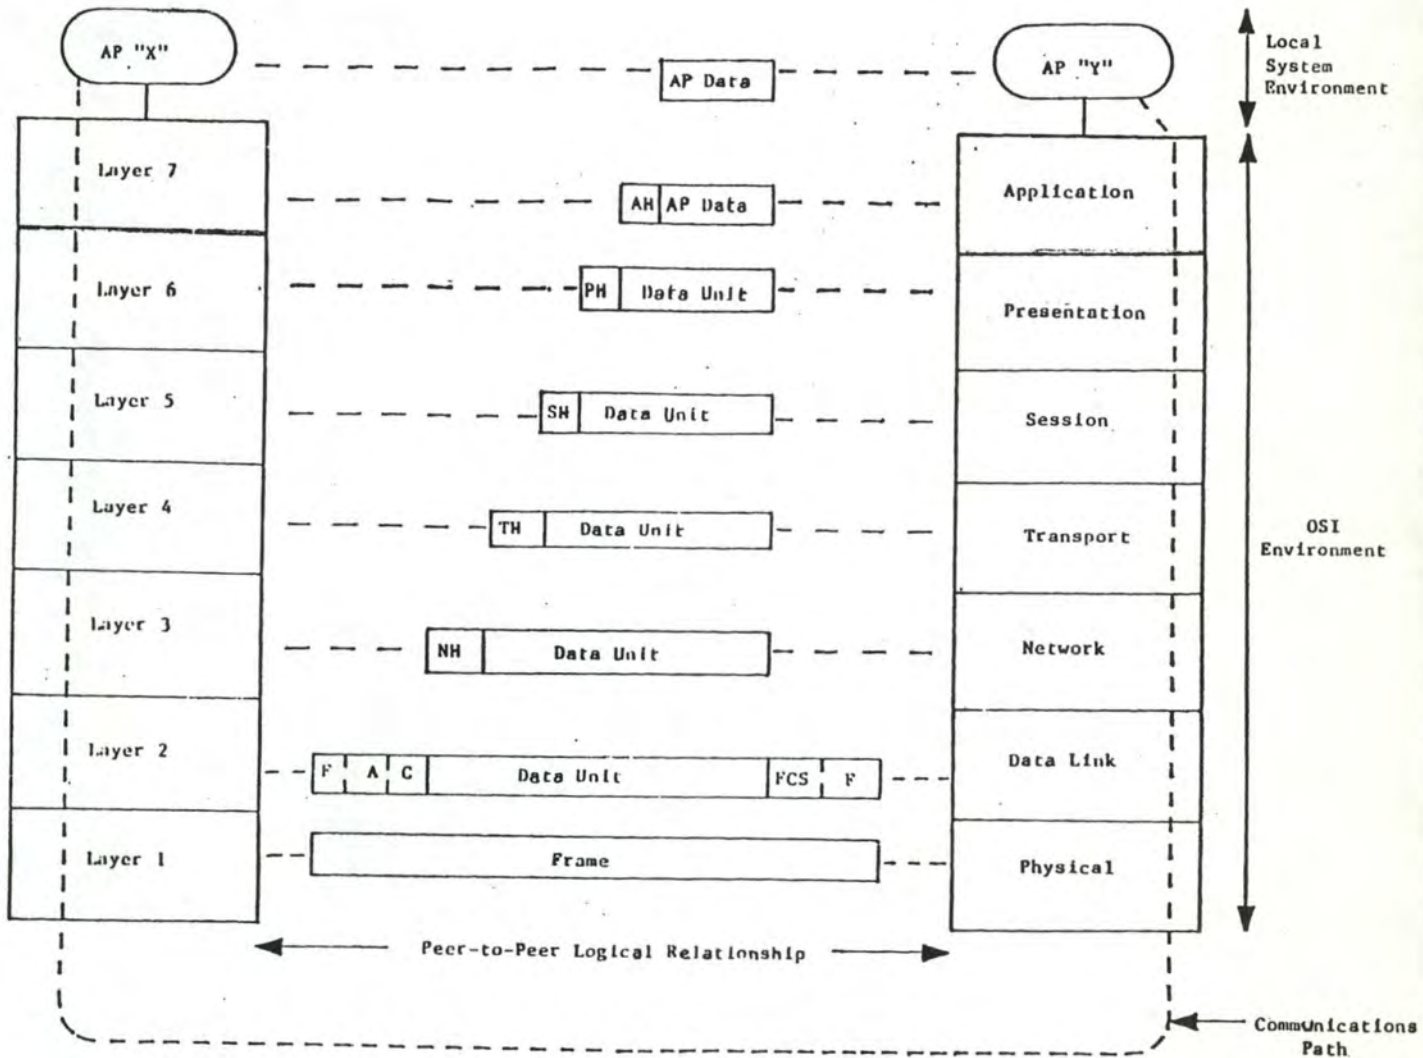 AP "X"
AP Data
AP "Y"
Local
System
Environment
Layer 7
AH AP Data
Application
Layer 6
PH Data Unit
Presentation
Layer 5
SH Data Unit
Session
Layer 4
TH Data Unit
Transport
OSI
Environment
Layer 3
NH Data Unit
Network
Layer 2
F A C Data Unit FCS F
Data Link
Layer 1
Frame
Physical
Peer-to-Peer Logical Relationship
Communications
Path